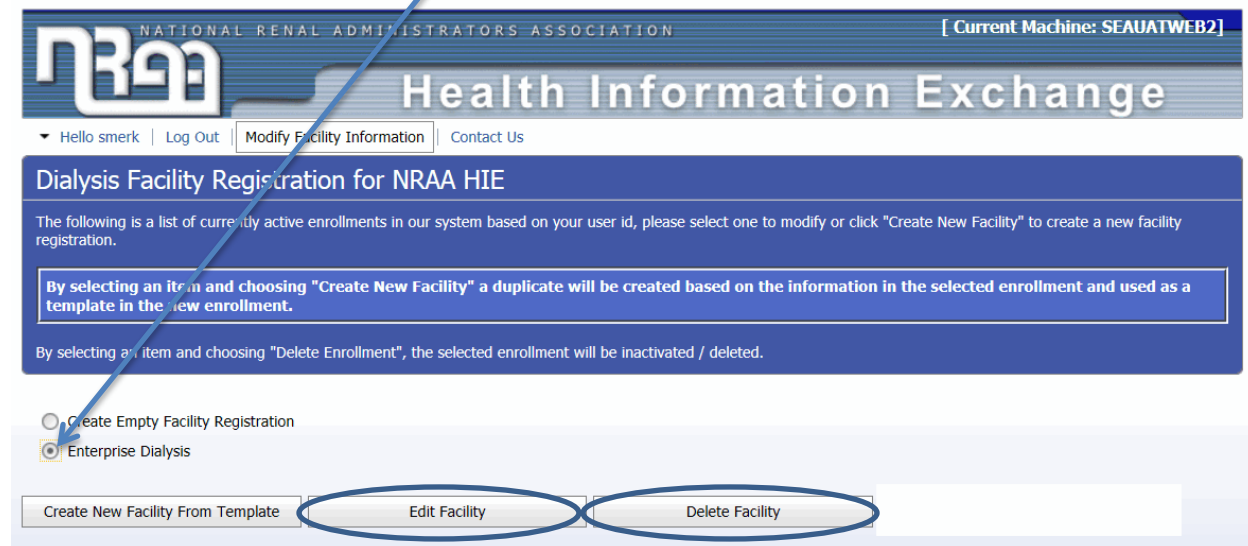 NATIONAL RENAL ADMINISTRATORS ASSOCIATION
[ Current Machine: SEAUATWEB2]
nraa
Health Information Exchange
Hello smerk | Log Out | Modify Facility Information | Contact Us
Dialysis Facility Registration for NRAA HIE
The following is a list of currently active enrollments in our system based on your user id, please select one to modify or click "Create New Facility" to create a new facility
registration.
By selecting an item and choosing "Create New Facility" a duplicate will be created based on the information in the selected enrollment and used as a
template in the new enrollment.
By selecting an item and choosing "Delete Enrollment", the selected enrollment will be inactivated / deleted.
Create Empty Facility Registration
Enterprise Dialysis
Create New Facility From Template
Edit Facility
Delete Facility